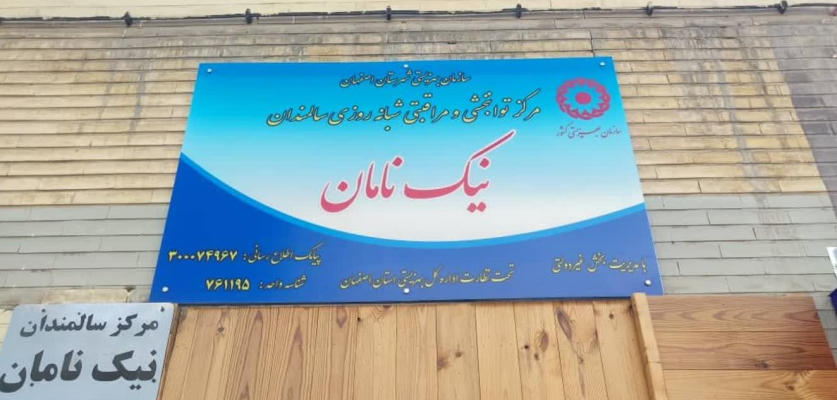 سازمان بهزیستی شهرستان اصفهان
مرکز توانبخشی و مراقبتی شبانه روزی سالمندان
سازمان بهزیستی کشور
نیک نامان
با مدیریت بخش غیردولتی
تحت نظارت اداره کل بهزیستی استان اصفهان
پیامک اطلاع رسانی: ۳۰۰۰۷۴۹۶۷
شناسه واحد: ۷۶۱۱۹۵
مرکز سالمندان
نیک نامان